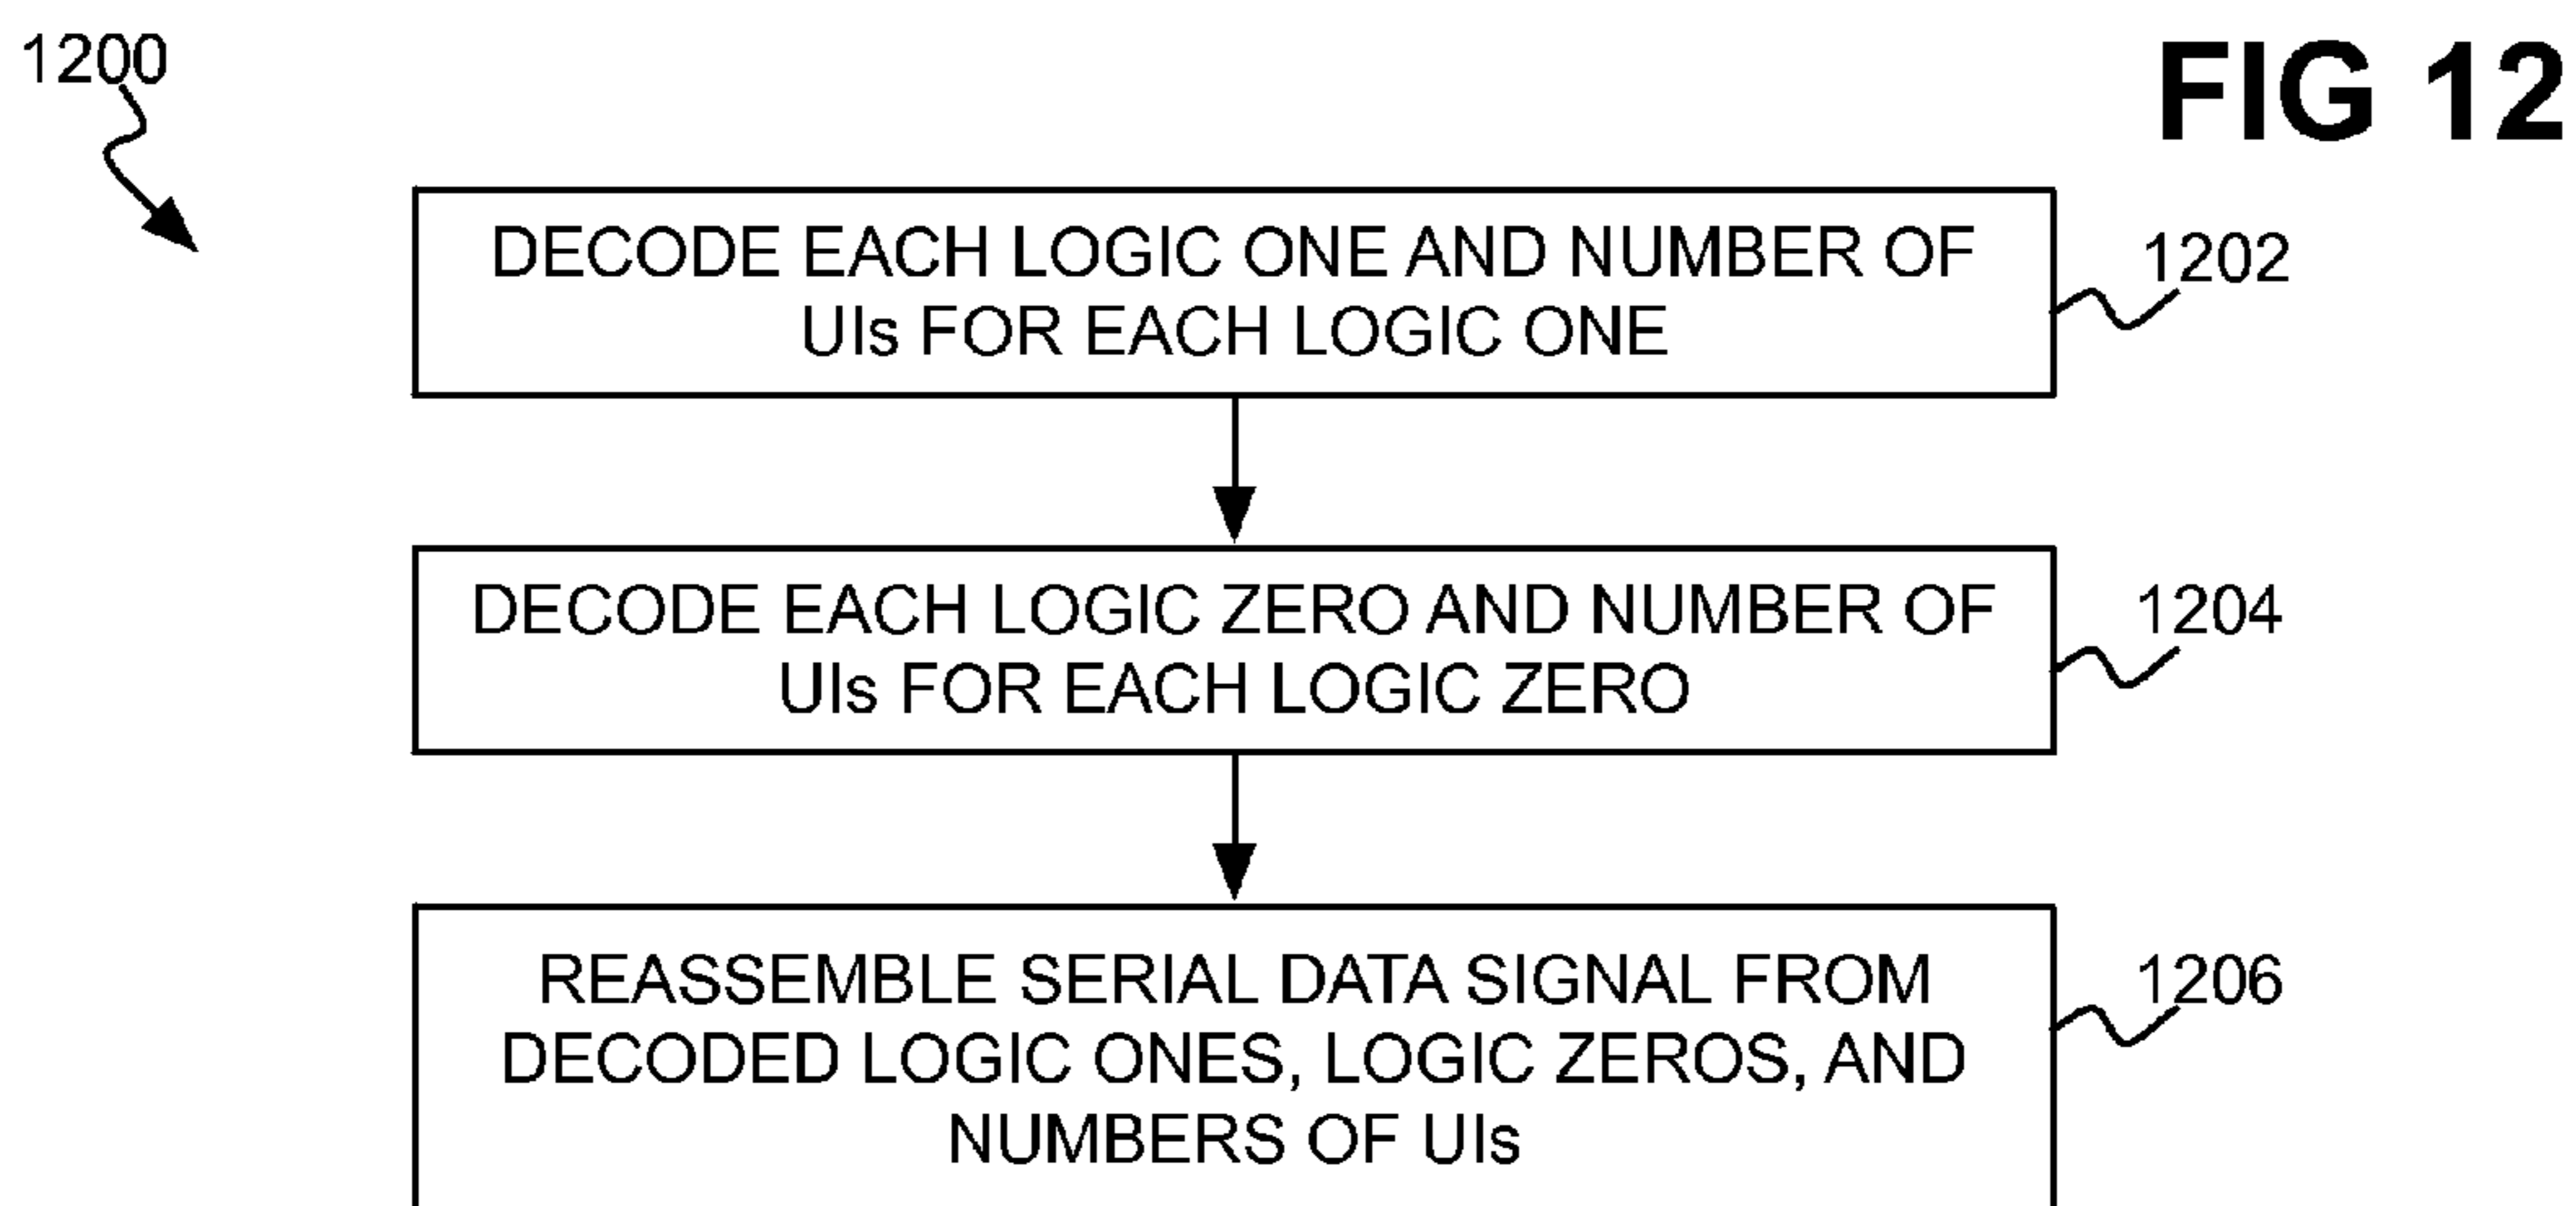 1200
FIG 12
DECODE EACH LOGIC ONE AND NUMBER OF
UIs FOR EACH LOGIC ONE
1202
DECODE EACH LOGIC ZERO AND NUMBER OF
UIs FOR EACH LOGIC ZERO
1204
REASSEMBLE SERIAL DATA SIGNAL FROM
DECODED LOGIC ONES, LOGIC ZEROS, AND
NUMBERS OF UIs
1206